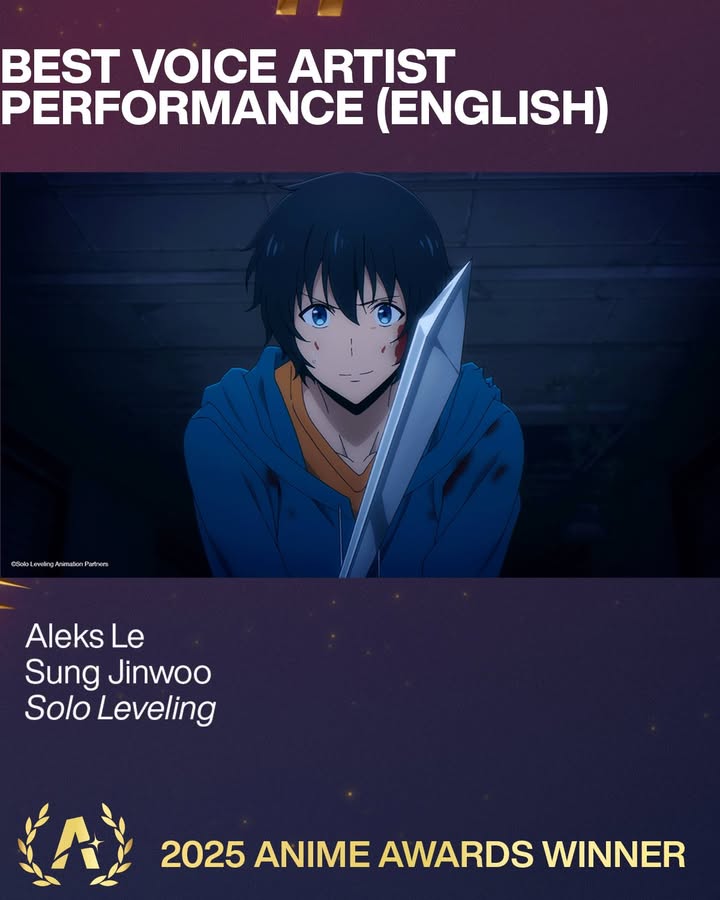 BEST VOICE ARTIST
PERFORMANCE (ENGLISH)
©Solo Leveling Animation Partners
Aleks Le
Sung Jinwoo
Solo Leveling
2025 ANIME AWARDS WINNER